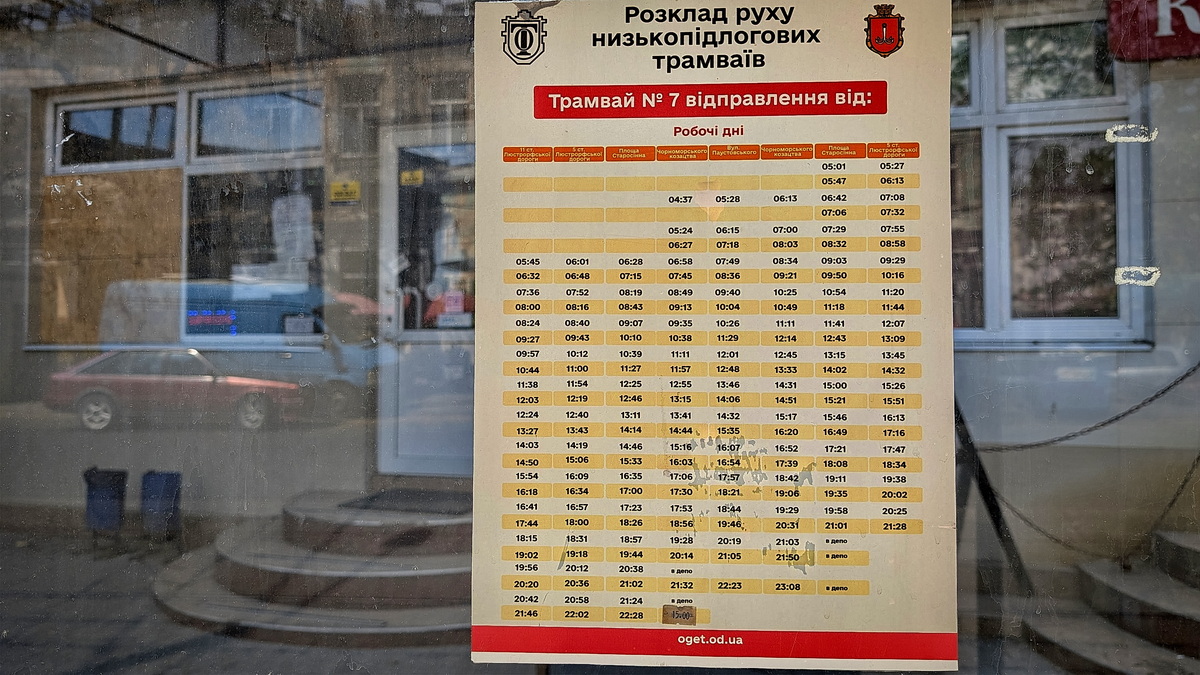 Розклад руху
низькопідлогових
трамваїв
Трамвай № 7 відправлення від:
Робочі дні
11 ст. Люстдорфської дороги 5 ст. Люстдорфської дороги Площа Старосінна Чорноморського козацтва Вул. Паустовського Чорноморського козацтва Площа Старосінна 5 ст. Люстдорфської дороги
05:01 05:27
05:47 06:13
04:37 05:28 06:13 06:42 07:08
07:06 07:32
05:24 06:15 07:00 07:29 07:55
06:27 07:18 08:03 08:32 08:58
05:45 06:01 06:28 06:58 07:49 08:34 09:03 09:29
06:32 06:48 07:15 07:45 08:36 09:21 09:50 10:16
07:36 07:52 08:19 08:49 09:40 10:25 10:54 11:20
08:00 08:16 08:43 09:13 10:04 10:49 11:18 11:44
08:24 08:40 09:07 09:35 10:26 11:11 11:41 12:07
09:27 09:43 10:10 10:38 11:29 12:14 12:43 13:09
09:57 10:12 10:39 11:11 12:01 12:45 13:15 13:45
10:44 11:00 11:27 11:57 12:48 13:33 14:02 14:32
11:38 11:54 12:25 12:55 13:46 14:31 15:00 15:26
12:03 12:19 12:46 13:15 14:06 14:51 15:21 15:51
12:24 12:40 13:11 13:41 14:32 15:17 15:46 16:13
13:27 13:43 14:14 14:44 15:35 16:20 16:49 17:16
14:03 14:19 14:46 15:16 16:07 16:52 17:21 17:47
14:50 15:06 15:33 16:03 16:54 17:39 18:08 18:34
15:54 16:09 16:35 17:06 17:57 18:42 19:11 19:38
16:18 16:34 17:00 17:30 18:21 19:06 19:35 20:02
16:41 16:57 17:23 17:53 18:44 19:29 19:58 20:25
17:44 18:00 18:26 18:56 19:46 20:31 21:01 21:28
18:15 18:31 18:57 19:28 20:19 21:03 в депо
19:02 19:18 19:44 20:14 21:05 21:50 в депо
19:56 20:12 20:38 в депо
20:20 20:36 21:02 21:32 22:23 23:08 в депо
20:42 20:58 21:24 в депо
21:46 22:02 22:28
oget.od.ua